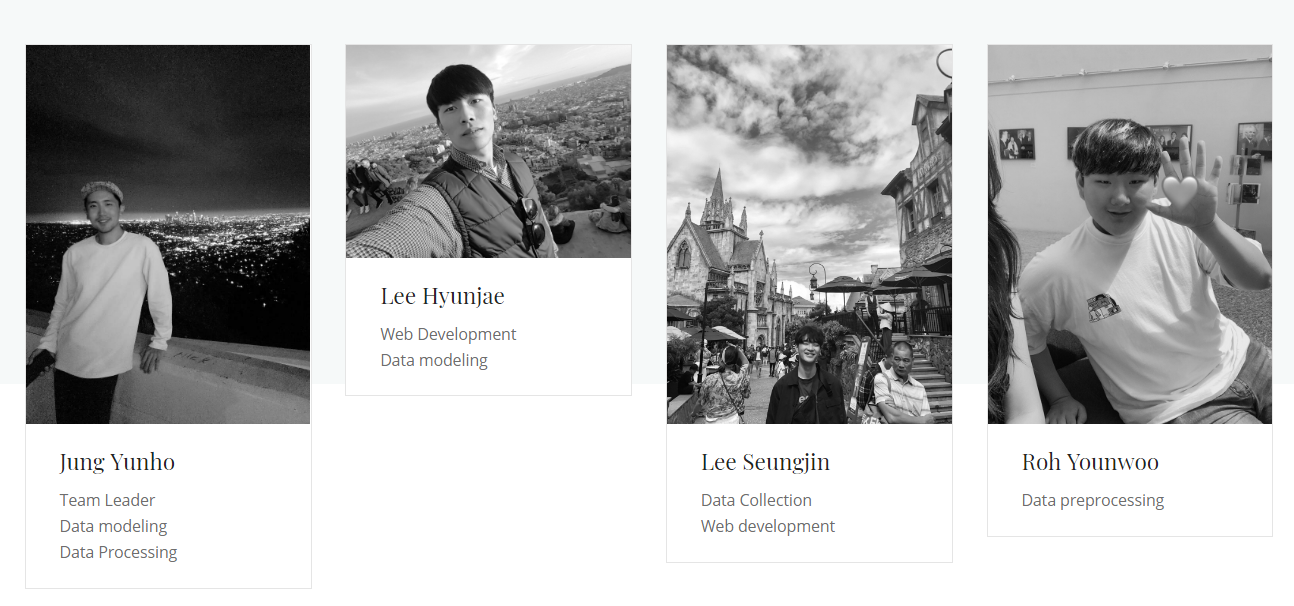 Jung Yunho
Team Leader
Data modeling
Data Processing
Lee Hyunjae
Web Development
Data modeling
Lee Seungjin
Data Collection
Web development
Roh Younwoo
Data preprocessing